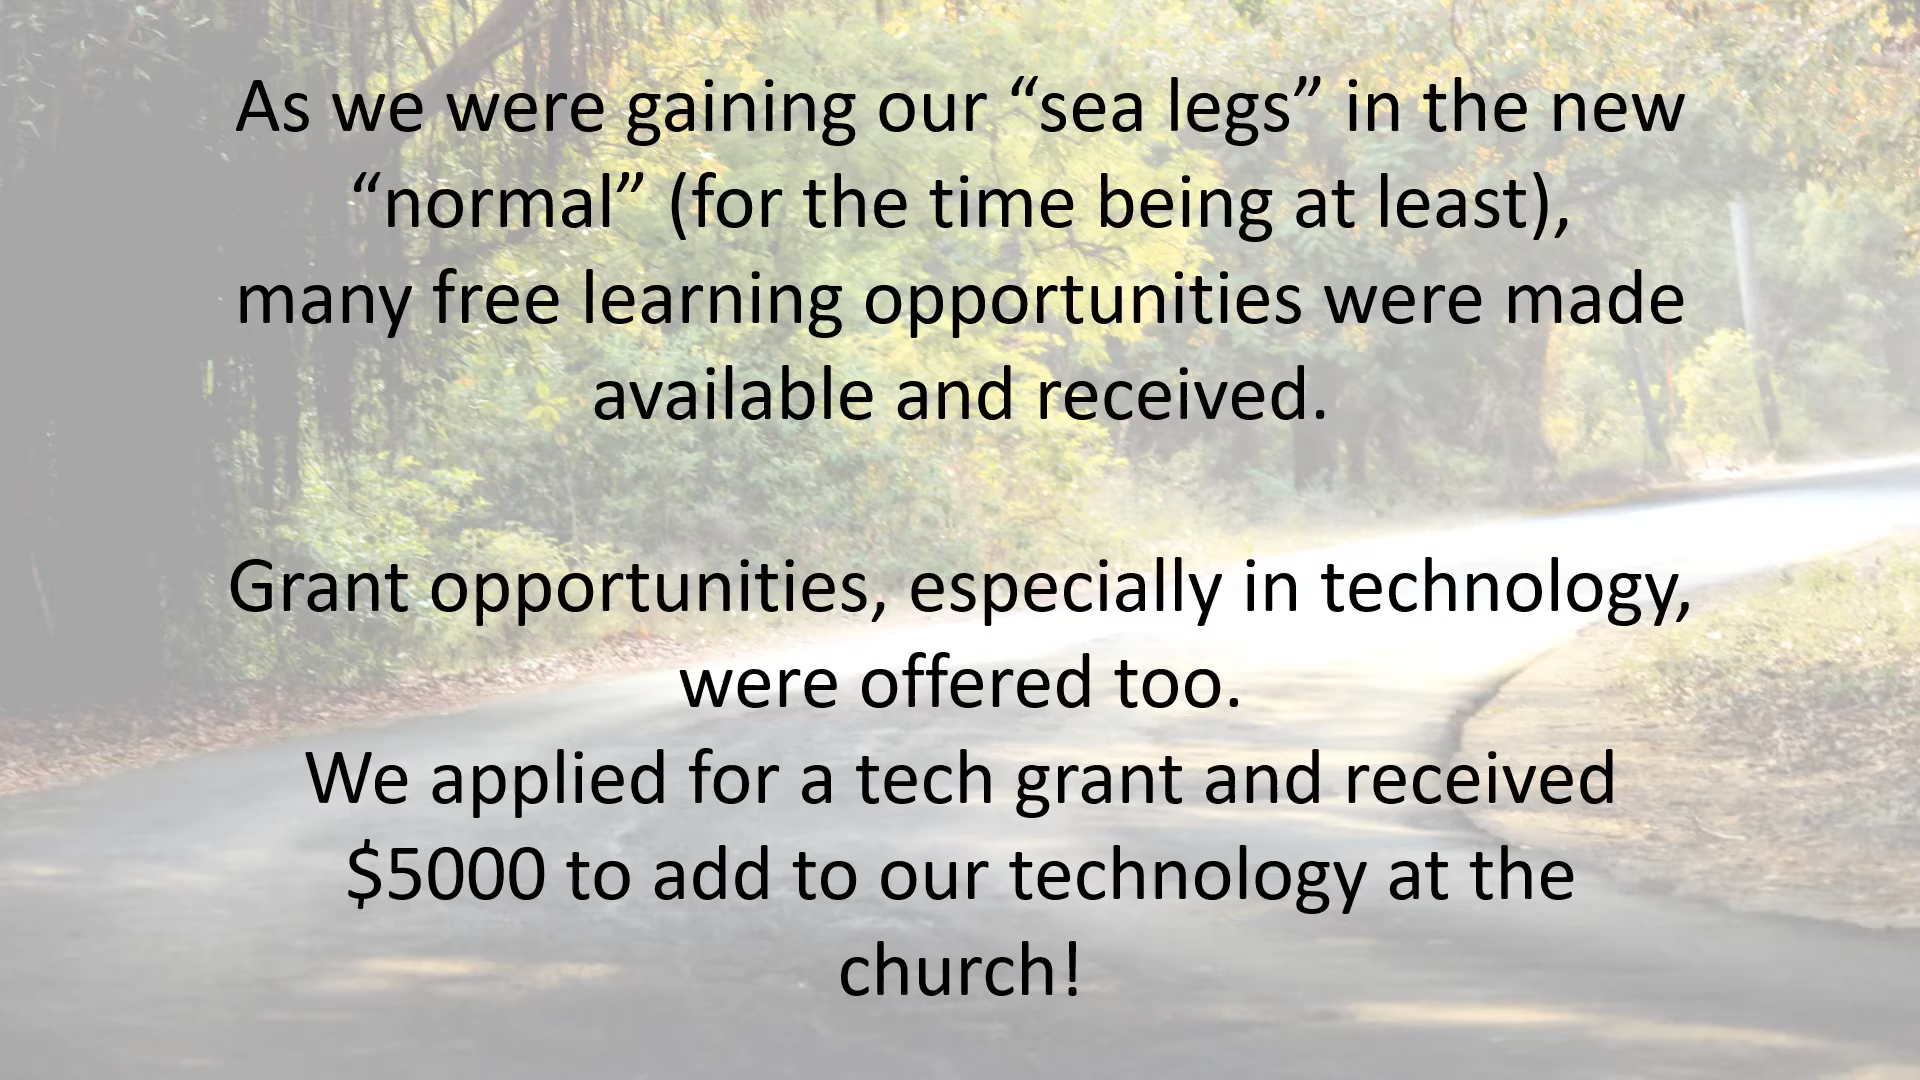 As we were gaining our “sea legs” in the new
“normal” (for the time being at least),
many free learning opportunities were made
available and received.
Grant opportunities, especially in technology,
were offered too.
We applied for a tech grant and received
$5000 to add to our technology at the
church!